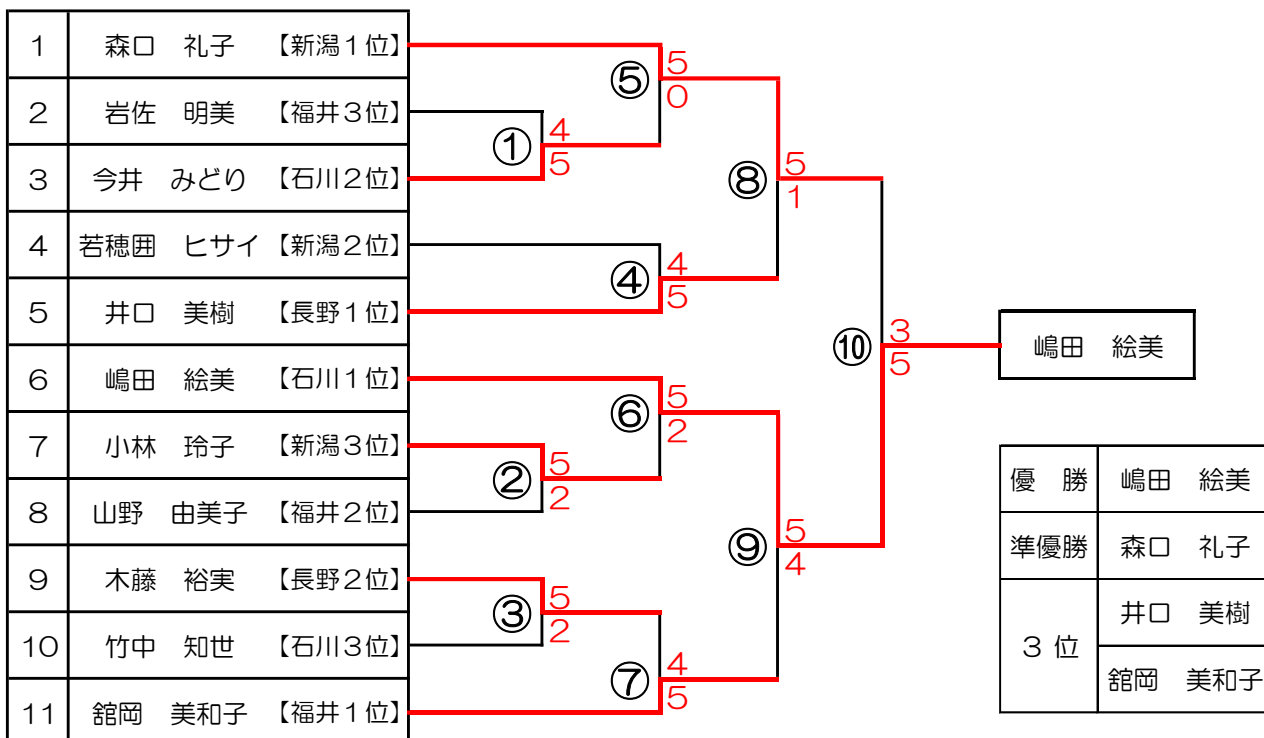 1 森口　礼子 【新潟１位】
2 岩佐　明美 【福井３位】
3 今井　みどり 【石川２位】
4 若穂囲　ヒサイ 【新潟２位】
5 井口　美樹 【長野１位】
6 嶋田　絵美 【石川１位】
7 小林　玲子 【新潟３位】
8 山野　由美子 【福井２位】
9 木藤　裕実 【長野２位】
10 竹中　知世 【石川３位】
11 舘岡　美和子 【福井１位】
① 4
5
② 5
2
③ 5
2
④ 4
5
⑤ 5
0
⑥ 5
2
⑦ 4
5
⑧ 5
1
⑨ 5
4
⑩ 3
5
嶋田　絵美
優　勝 嶋田　絵美
準優勝 森口　礼子
３位 井口　美樹
舘岡　美和子